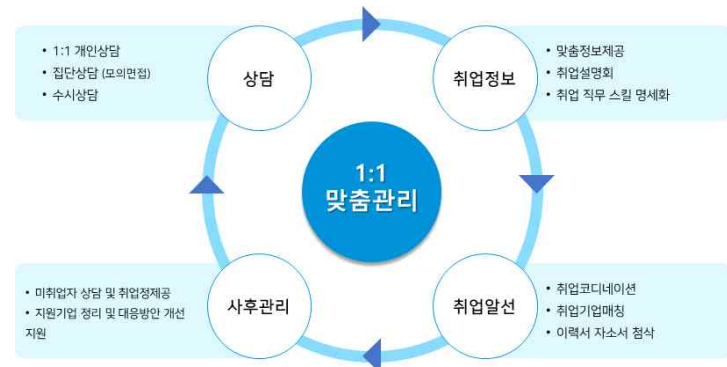 • 1:1 개인상담
• 집단상담 (모의면접)
• 수시상담
상담
취업정보
• 맞춤정보제공
• 취업설명회
• 취업 직무 스킬 명세화
1:1
맞춤관리
• 미취업자 상담 및 취업정제공
• 지원기업 정리 및 대응방안 개선
지원
사후관리
취업알선
• 취업코디네이션
• 취업기업매칭
• 이력서 자소서 첨삭